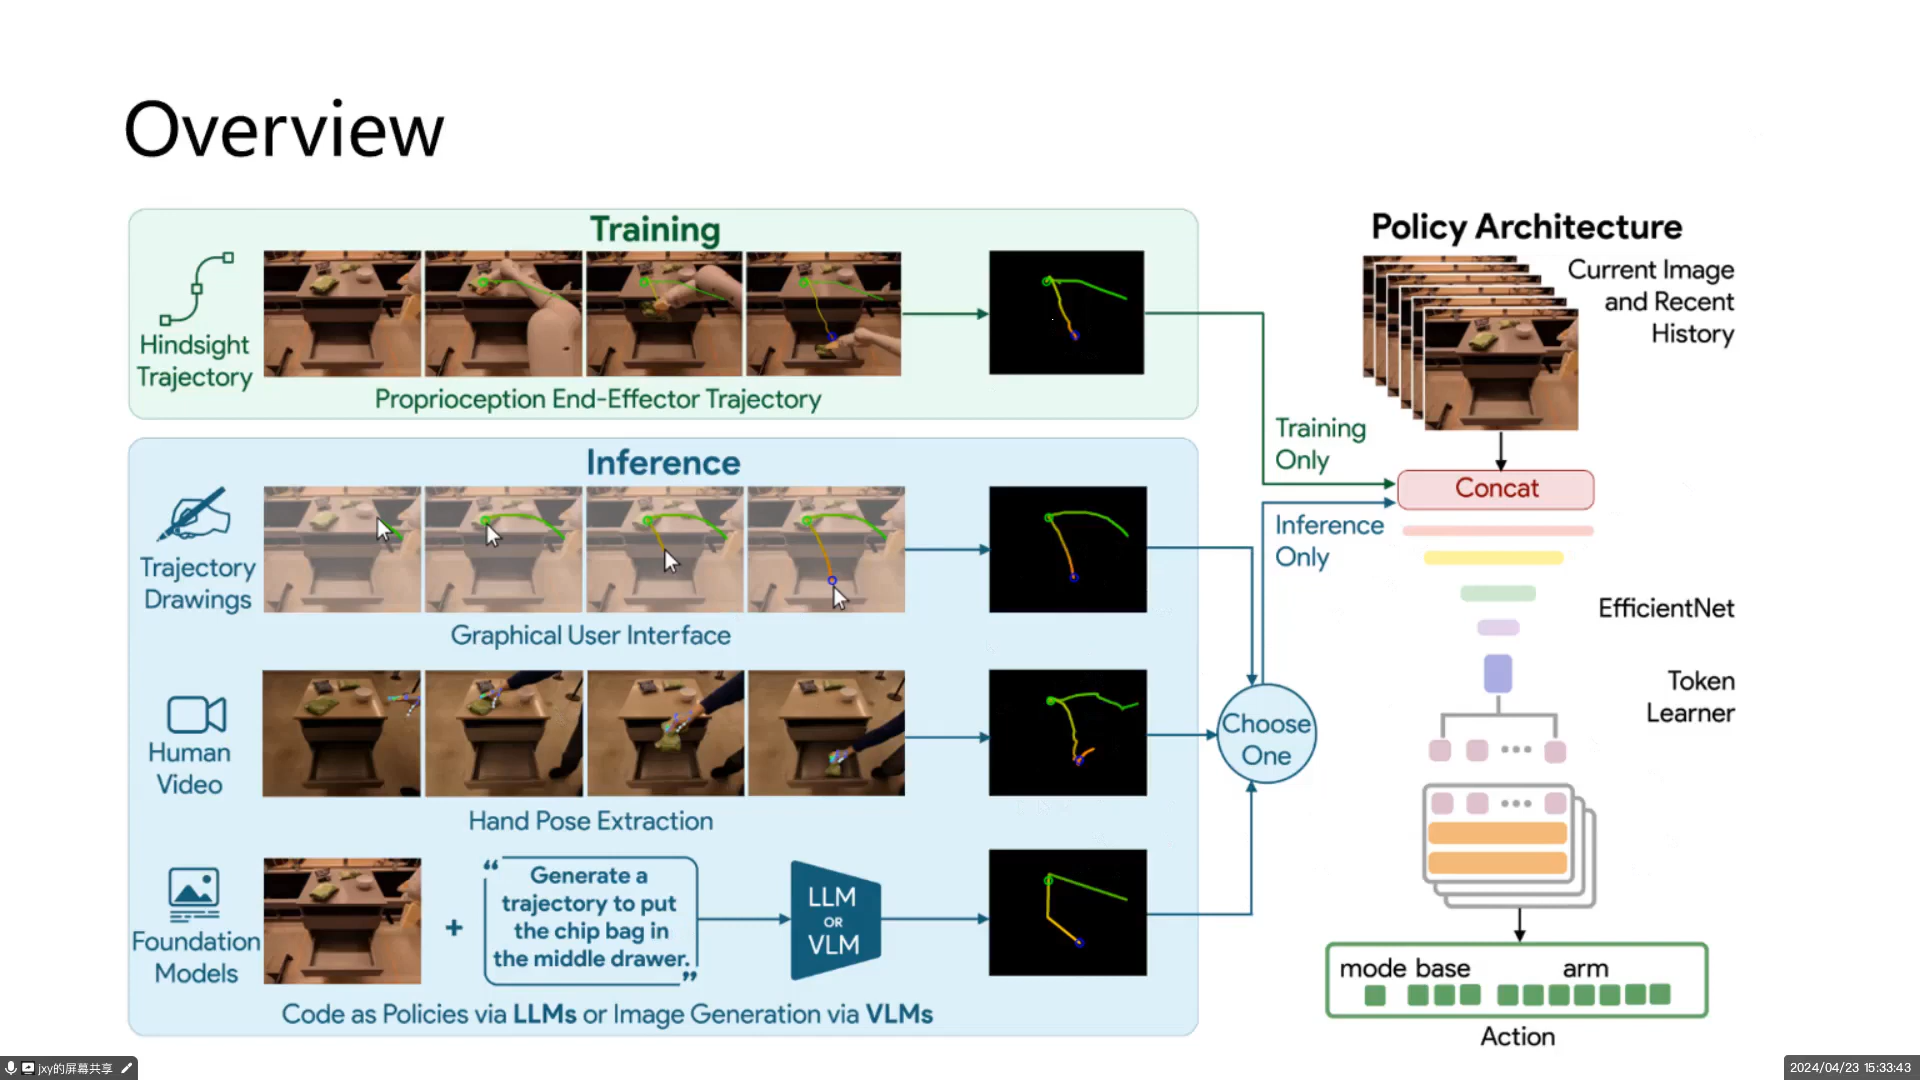 Overview
Training
Hindsight
Trajectory
Proprioception End-Effector Trajectory
Inference
Trajectory
Drawings
Graphical User Interface
Human
Video
Hand Pose Extraction
Foundation
Models
+
“ Generate a
trajectory to put
the chip bag in
the middle drawer. ”
LLM
OR
VLM
Code as Policies via LLMs or Image Generation via VLMs
Choose
One
Training
Only
Inference
Only
Policy Architecture
Current Image
and Recent
History
Concat
EfficientNet
Token
Learner
mode base arm
Action
jxy的屏幕共享
2024/04/23 15:33:43